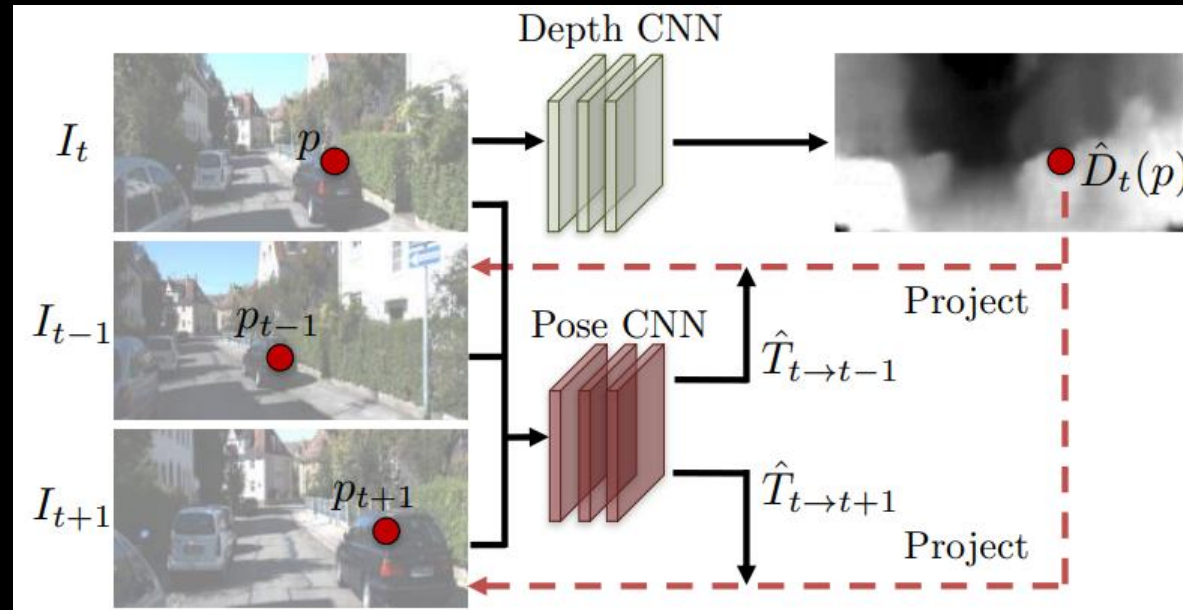 Depth CNN
I_t
p
D̂_t(p)
Project
I_{t−1}
p_{t−1}
Pose CNN
T̂_{t→t−1}
I_{t+1}
p_{t+1}
T̂_{t→t+1}
Project